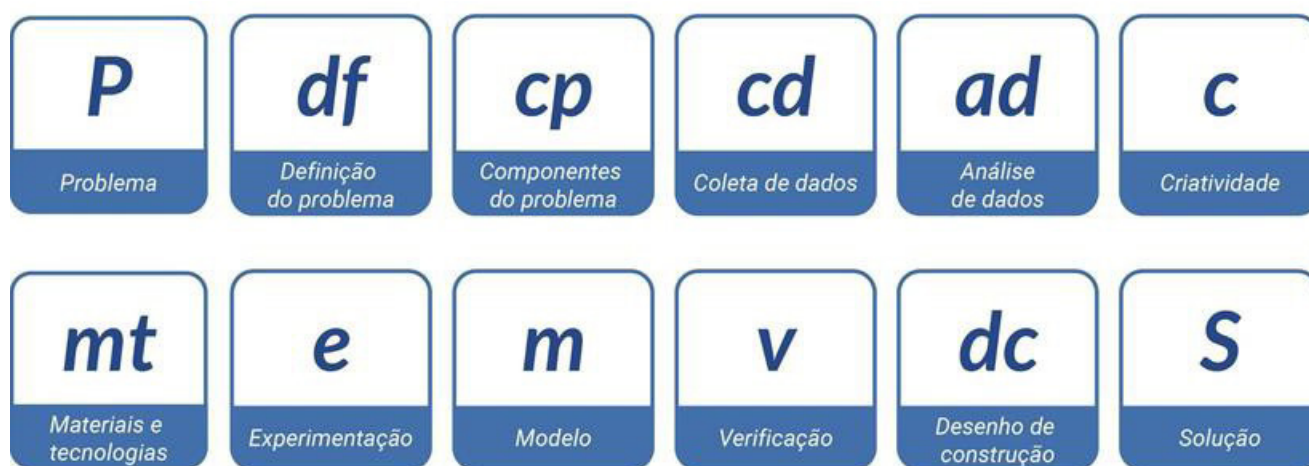 P
Problema
df
Definição
do problema
cp
Componentes
do problema
cd
Coleta de dados
ad
Análise
de dados
c
Criatividade
mt
Materiais e
tecnologias
e
Experimentação
m
Modelo
v
Verificação
dc
Desenho de
construção
S
Solução